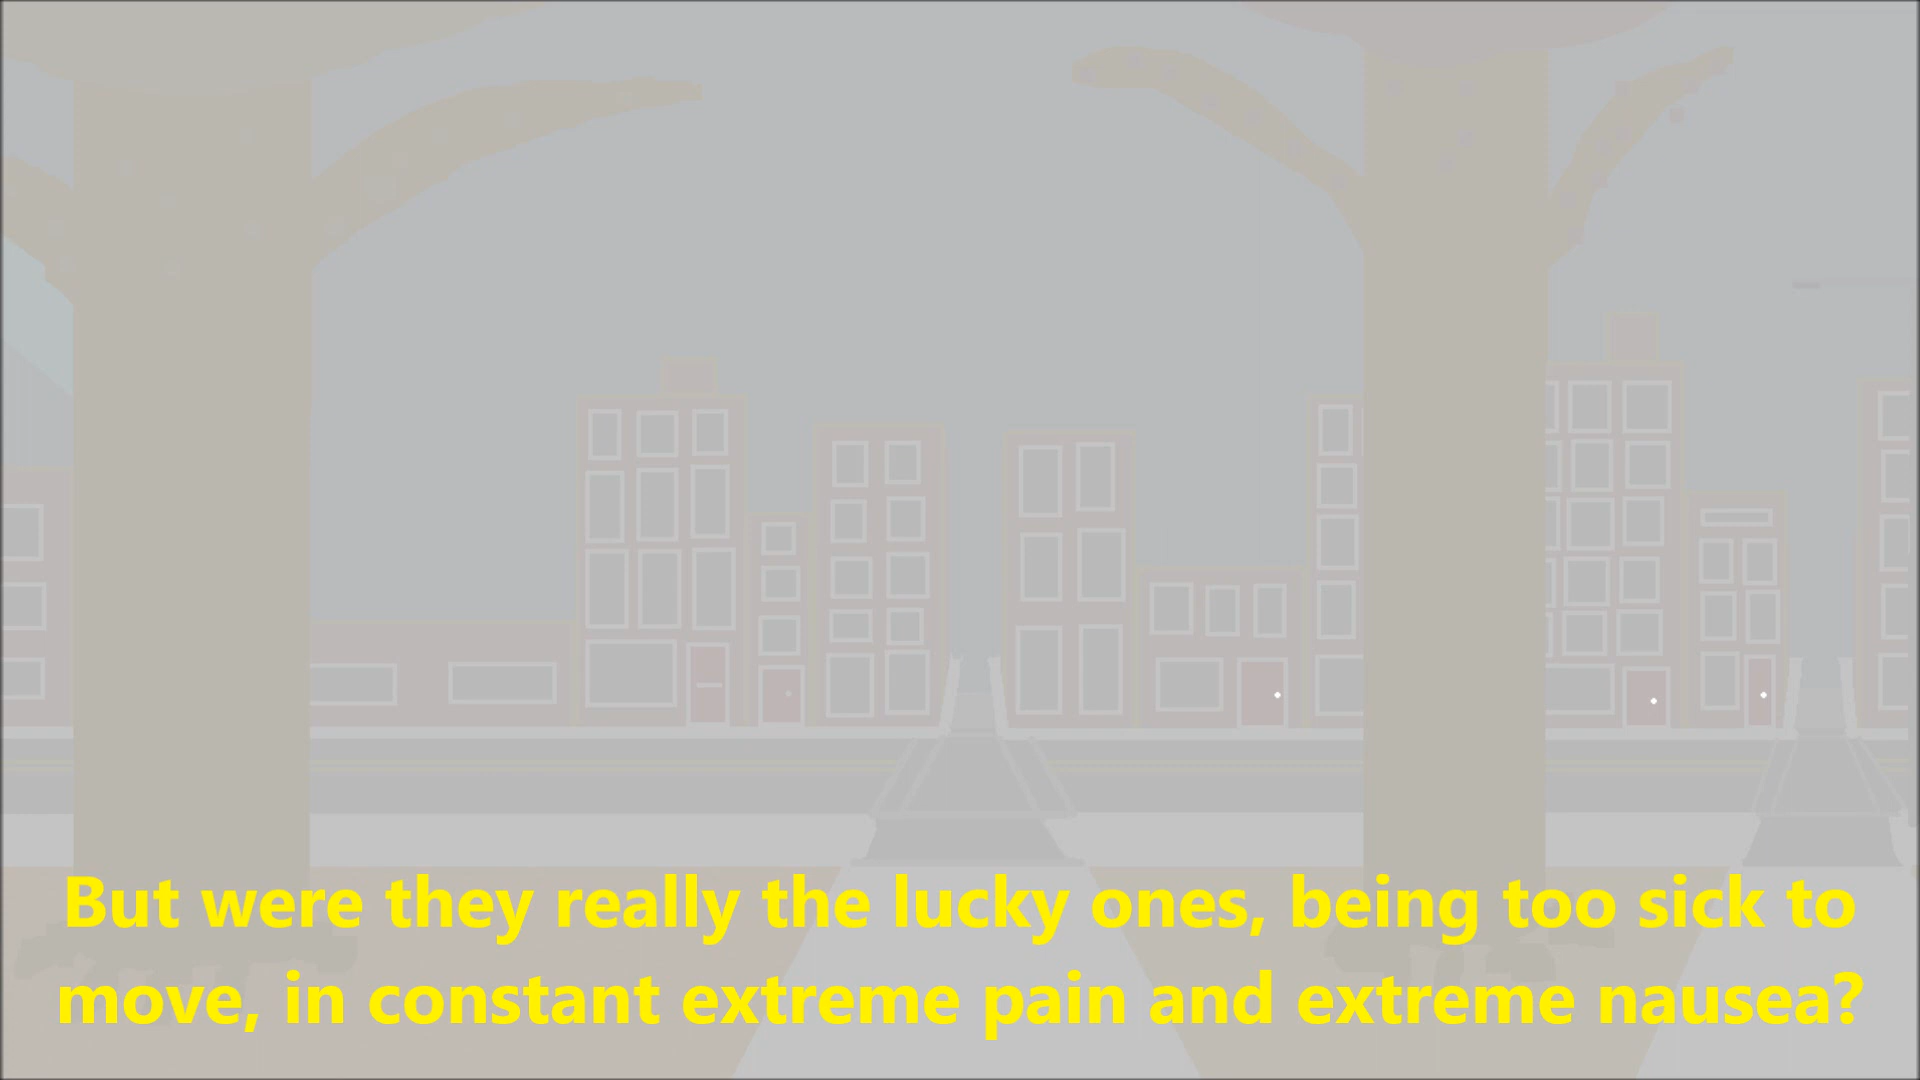 But were they really the lucky ones, being too sick to
move, in constant extreme pain and extreme nausea?